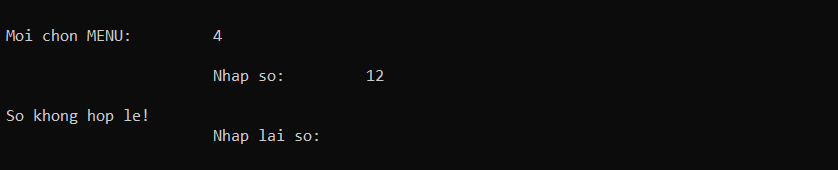 Moi chon MENU: 4
Nhap so: 12
So khong hop le!
Nhap lai so: